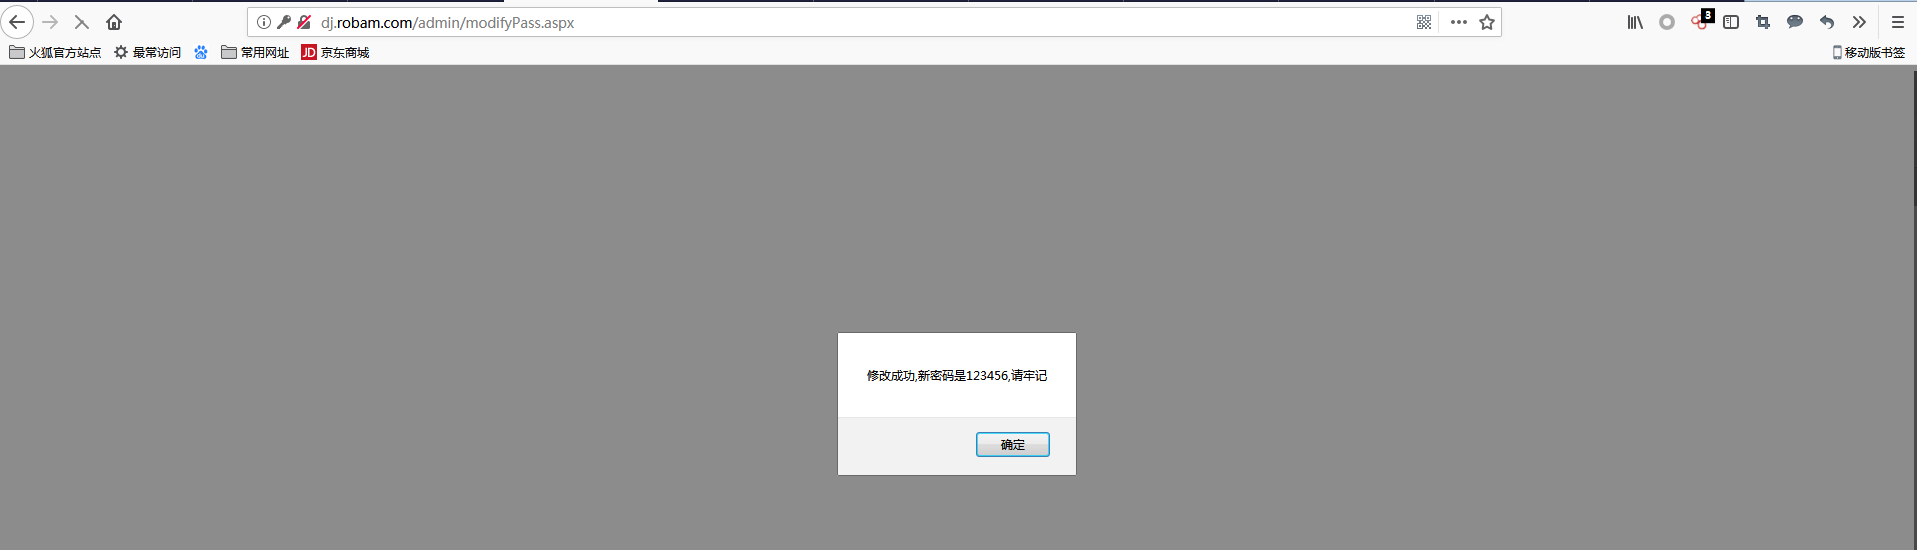 dj.robam.com/admin/modifyPass.aspx
3
火狐官方站点 最常访问 常用网址 JD 京东商城 移动版书签
修改成功,新密码是123456,请牢记
确定